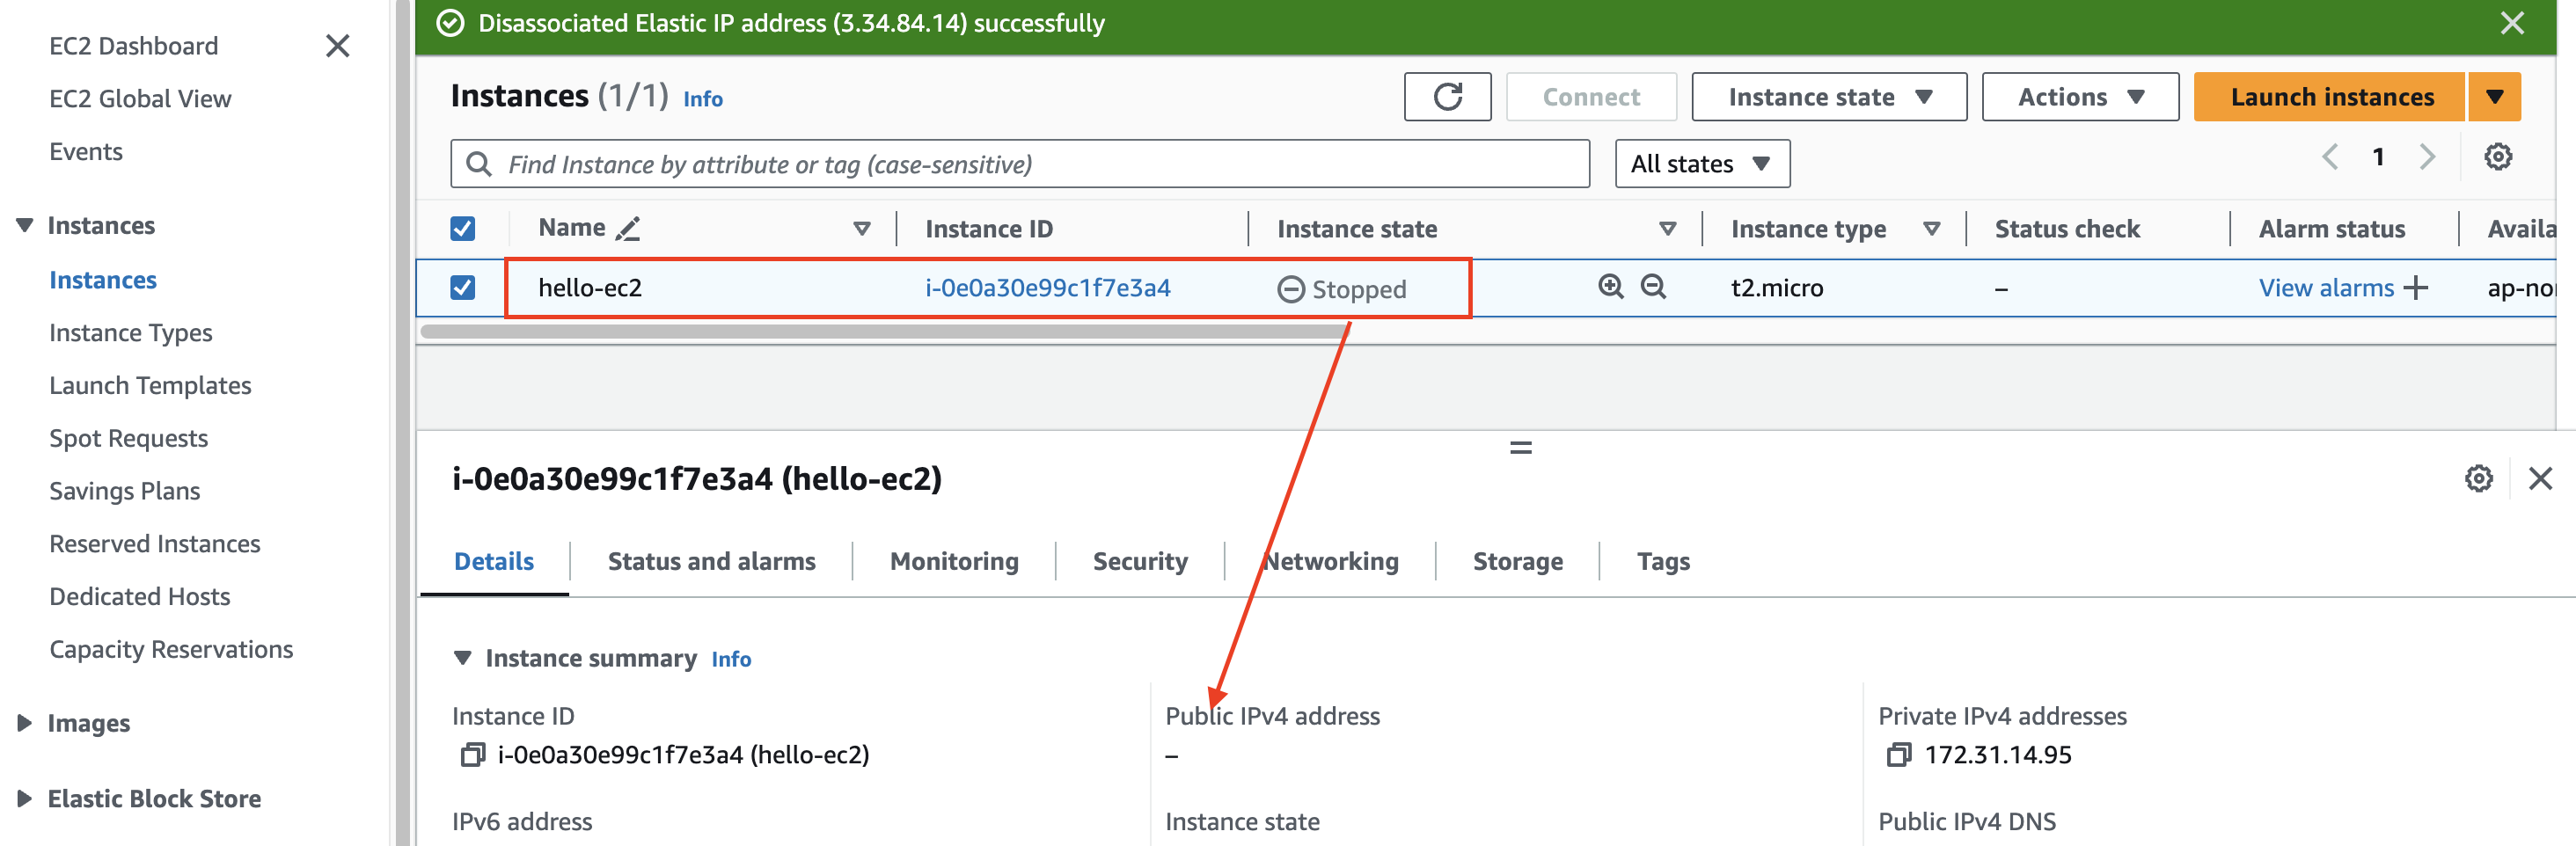 Disassociated Elastic IP address (3.34.84.14) successfully
EC2 Dashboard
EC2 Global View
Events
Instances
Instances
Instance Types
Launch Templates
Spot Requests
Savings Plans
Reserved Instances
Dedicated Hosts
Capacity Reservations
Images
Elastic Block Store
Instances (1/1) Info
Connect
Instance state
Actions
Launch instances
Find Instance by attribute or tag (case-sensitive)
All states
1
Name Instance ID Instance state Instance type Status check Alarm status Availa
hello-ec2 i-0e0a30e99c1f7e3a4 Stopped t2.micro – View alarms + ap-nor
i-0e0a30e99c1f7e3a4 (hello-ec2)
Details Status and alarms Monitoring Security Networking Storage Tags
Instance summary Info
Instance ID
i-0e0a30e99c1f7e3a4 (hello-ec2)
IPv6 address
Public IPv4 address
–
Instance state
Private IPv4 addresses
172.31.14.95
Public IPv4 DNS